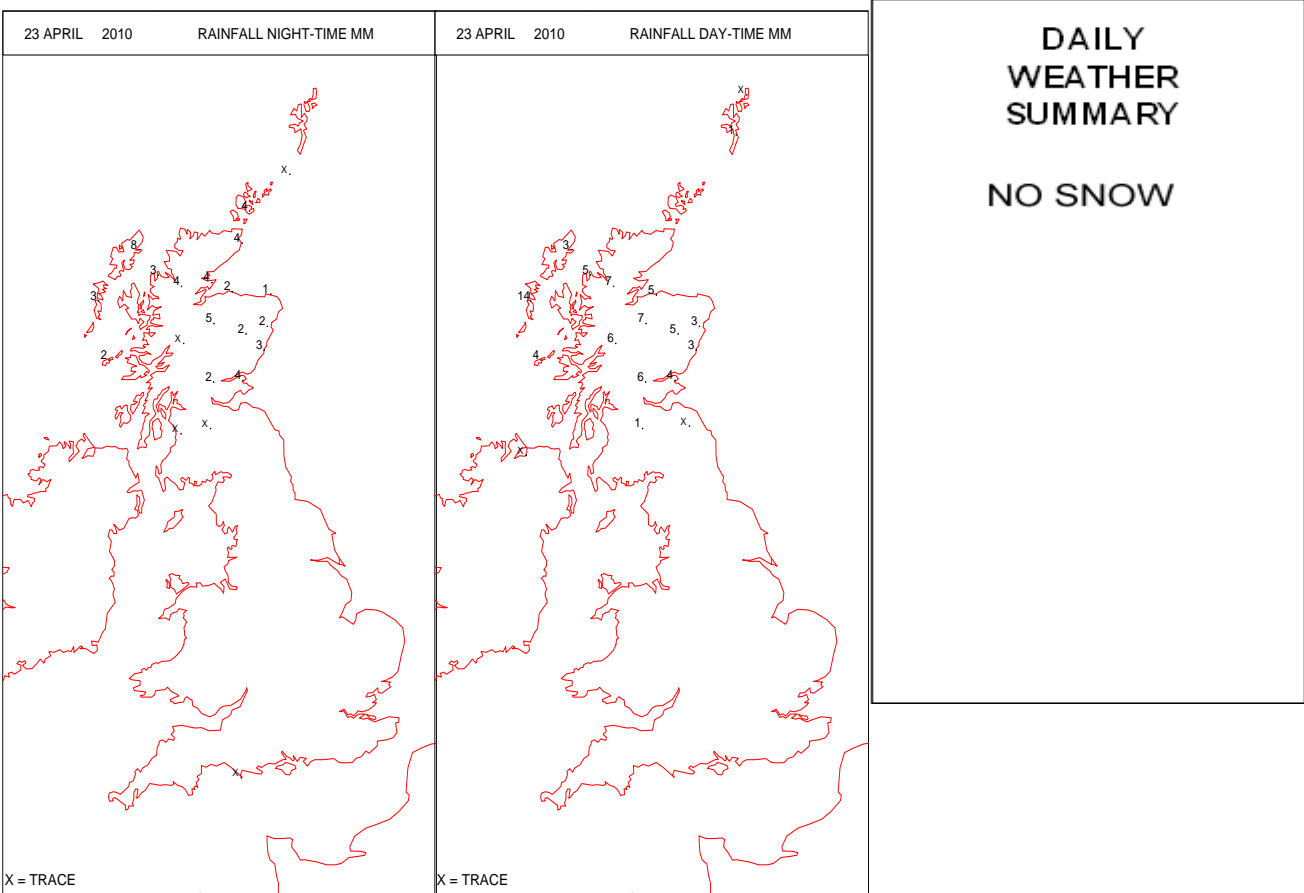 23 APRIL 2010 RAINFALL NIGHT-TIME MM
x.
4.
4.
8.
3.
4.
4.
3.
2.
1.
5.
2.
2.
x.
3.
2.
2.
4.
x.
x.
x.
X = TRACE
23 APRIL 2010 RAINFALL DAY-TIME MM
x.
1.
3.
5.
7.
14.
5.
7.
3.
5.
6.
3.
4.
6.
4.
1.
x.
x.
X = TRACE
DAILY
WEATHER
SUMMARY
NO SNOW